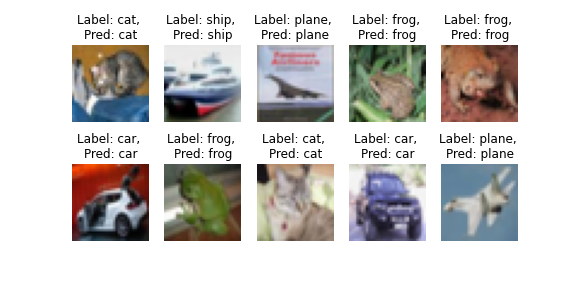 Label: cat,
Pred: cat
Label: ship,
Pred: ship
Label: plane,
Pred: plane
Label: frog,
Pred: frog
Label: frog,
Pred: frog
Label: car,
Pred: car
Label: frog,
Pred: frog
Label: cat,
Pred: cat
Label: car,
Pred: car
Label: plane,
Pred: plane